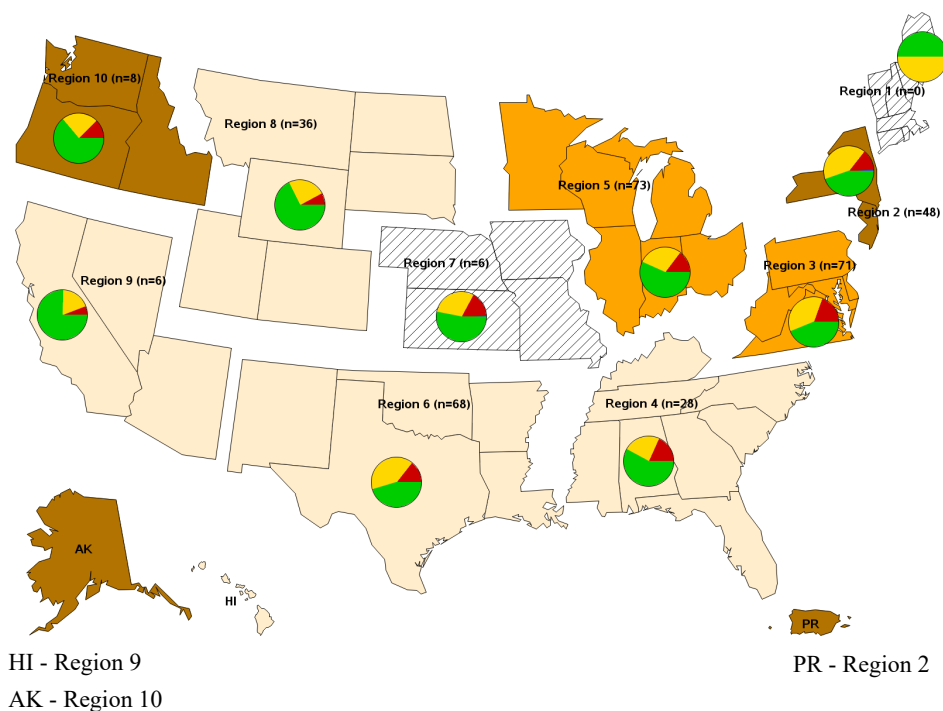 Region 10 (n=8)
Region 8 (n=36)
Region 1 (n=0)
Region 5 (n=73)
Region 2 (n=48)
Region 9 (n=6)
Region 7 (n=6)
Region 3 (n=71)
Region 6 (n=68)
Region 4 (n=28)
AK
HI
PR
HI - Region 9
PR - Region 2
AK - Region 10